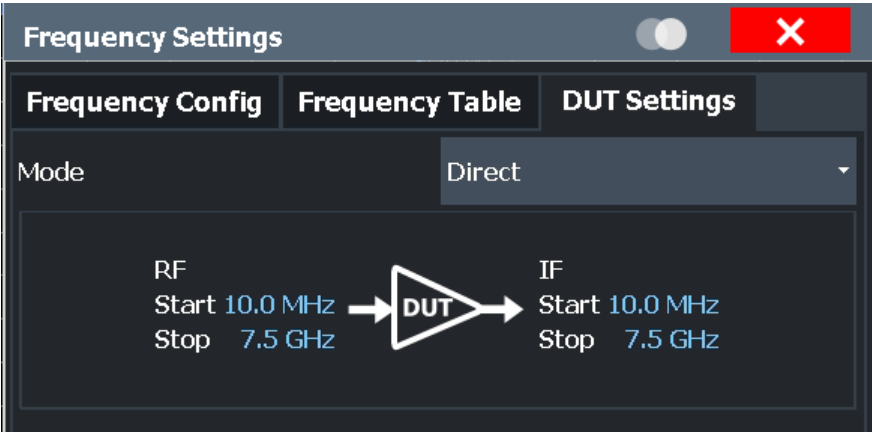 Frequency Settings
Frequency Config Frequency Table DUT Settings
Mode Direct
RF
Start 10.0 MHz
Stop 7.5 GHz
DUT
IF
Start 10.0 MHz
Stop 7.5 GHz